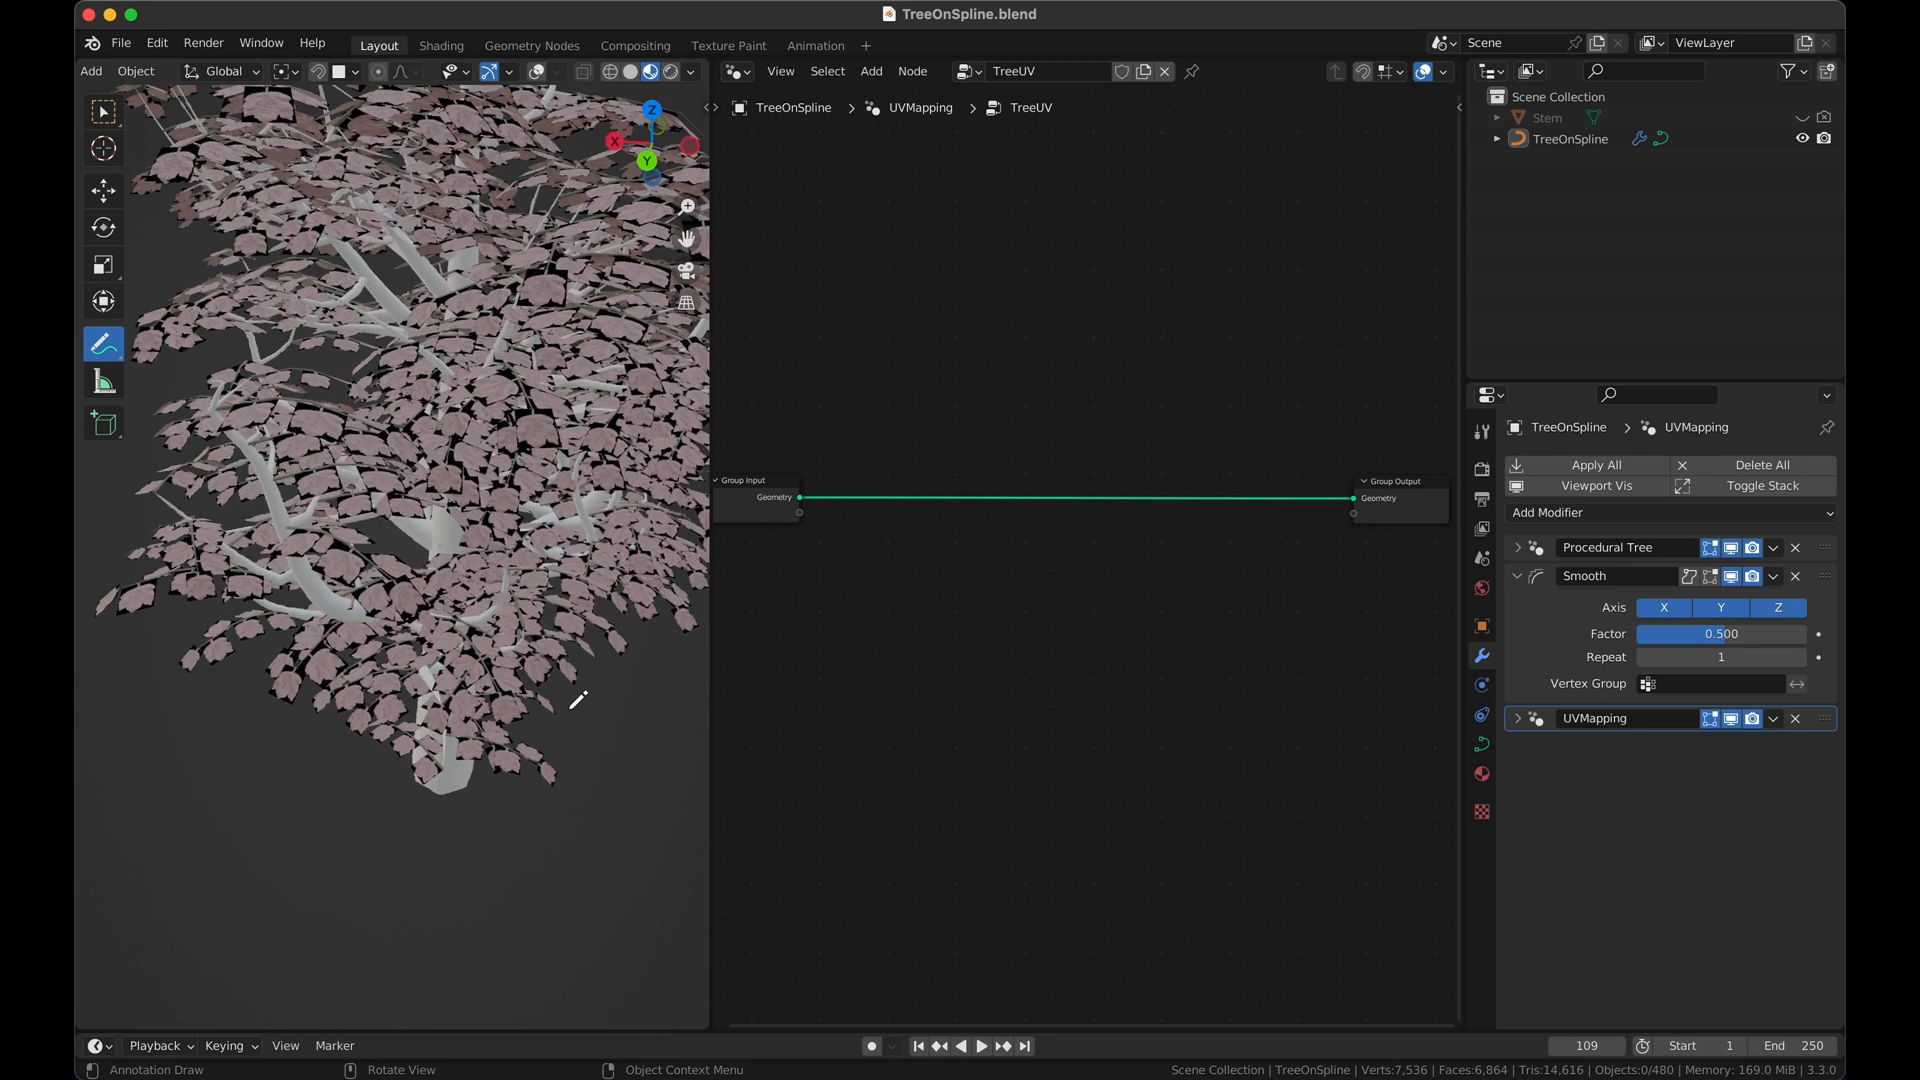 TreeOnSpline.blend
File Edit Render Window Help Layout Shading Geometry Nodes Compositing Texture Paint Animation + Scene ViewLayer
Add Object Global View Select Add Node TreeUV
TreeOnSpline > UVMapping > TreeUV
Scene Collection
Stem
TreeOnSpline
Z
X
Y
TreeOnSpline > UVMapping
Apply All Delete All
Viewport Vis Toggle Stack
Add Modifier
Procedural Tree
Smooth
Axis X Y Z
Factor 0.500
Repeat 1
Vertex Group
UVMapping
Group Input
Geometry
Group Output
Geometry
Playback Keying View Marker 109 Start 1 End 250
Annotation Draw Rotate View Object Context Menu Scene Collection | TreeOnSpline | Verts:7,536 | Faces:6,864 | Tris:14,616 | Objects:0/480 | Memory: 169.0 MiB | 3.3.0